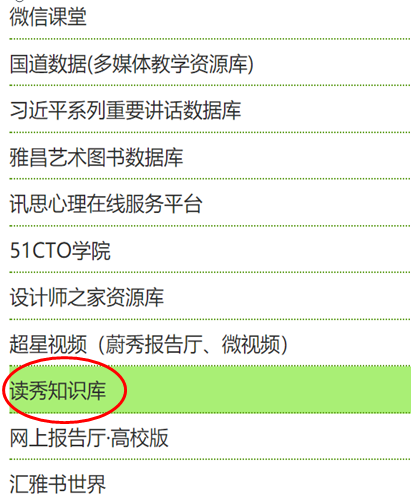 微信课堂
国道数据(多媒体教学资源库)
习近平系列重要讲话数据库
雅昌艺术图书数据库
讯思心理在线服务平台
51CTO学院
设计师之家资源库
超星视频（蔚秀报告厅、微视频）
读秀知识库
网上报告厅·高校版
汇雅书世界